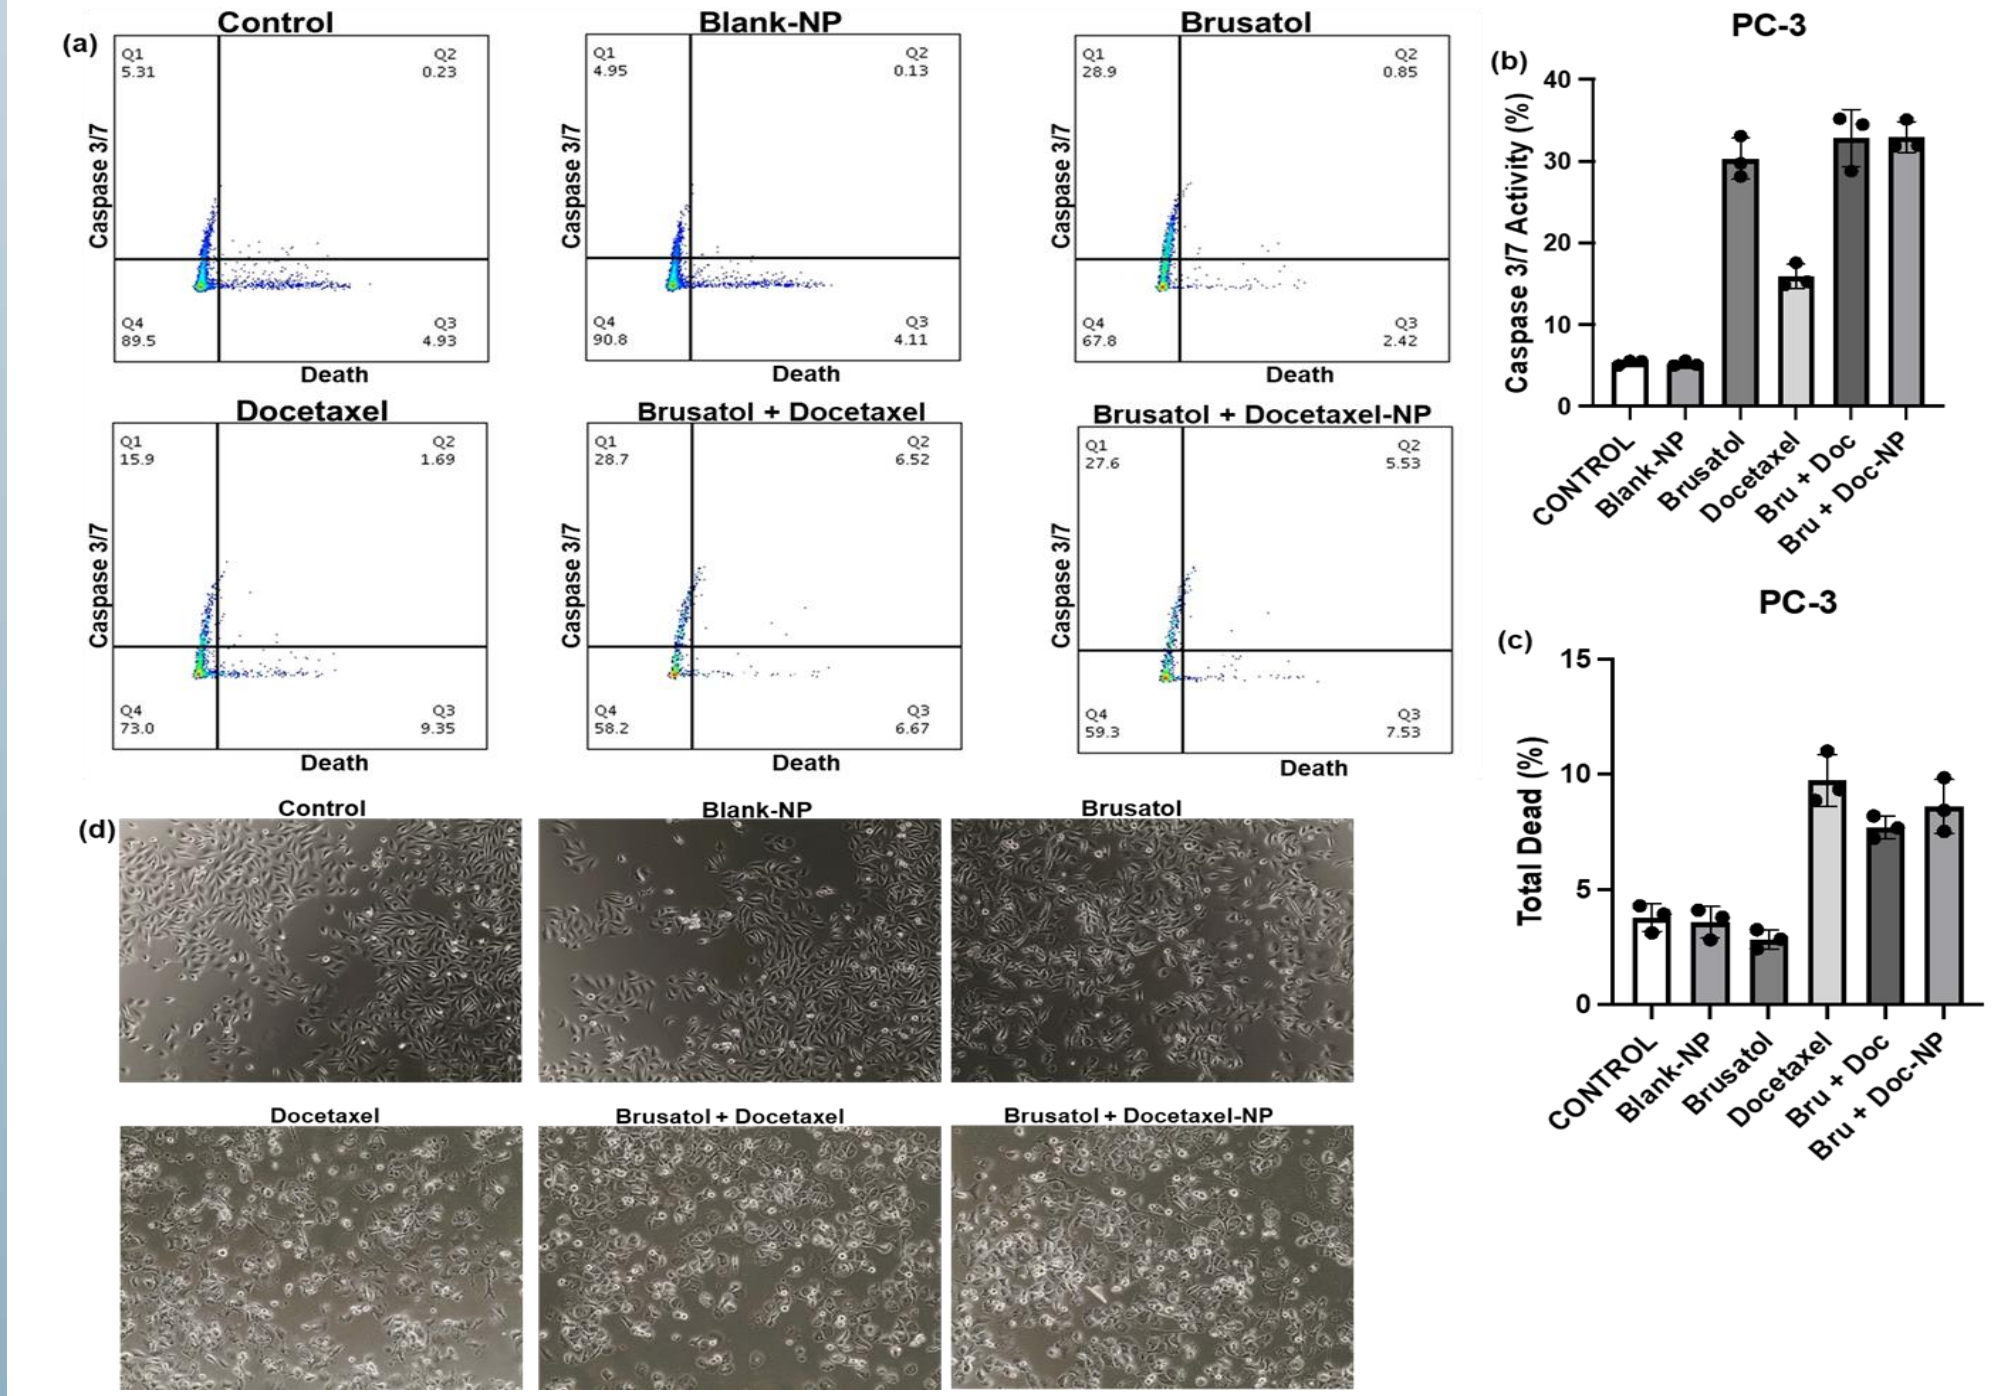 (a)
Control
Blank-NP
Brusatol
Q1
5.31
Q2
0.23
Q4
89.5
Q3
4.93
Caspase 3/7
Death
Q1
4.95
Q2
0.13
Q4
90.8
Q3
4.11
Caspase 3/7
Death
Q1
28.9
Q2
0.85
Q4
67.8
Q3
2.42
Caspase 3/7
Death
Docetaxel
Brusatol + Docetaxel
Brusatol + Docetaxel-NP
Q1
15.9
Q2
1.69
Q4
73.0
Q3
9.35
Caspase 3/7
Death
Q1
28.7
Q2
6.52
Q4
58.2
Q3
6.67
Caspase 3/7
Death
Q1
27.6
Q2
5.53
Q4
59.3
Q3
7.53
Caspase 3/7
Death
(b)
PC-3
Caspase 3/7 Activity (%)
40
30
20
10
0
CONTROL
Blank-NP
Brusatol
Docetaxel
Bru + Doc
Bru + Doc-NP
(c)
PC-3
Total Dead (%)
15
10
5
0
CONTROL
Blank-NP
Brusatol
Docetaxel
Bru + Doc
Bru + Doc-NP
(d)
Control
Blank-NP
Brusatol
Docetaxel
Brusatol + Docetaxel
Brusatol + Docetaxel-NP